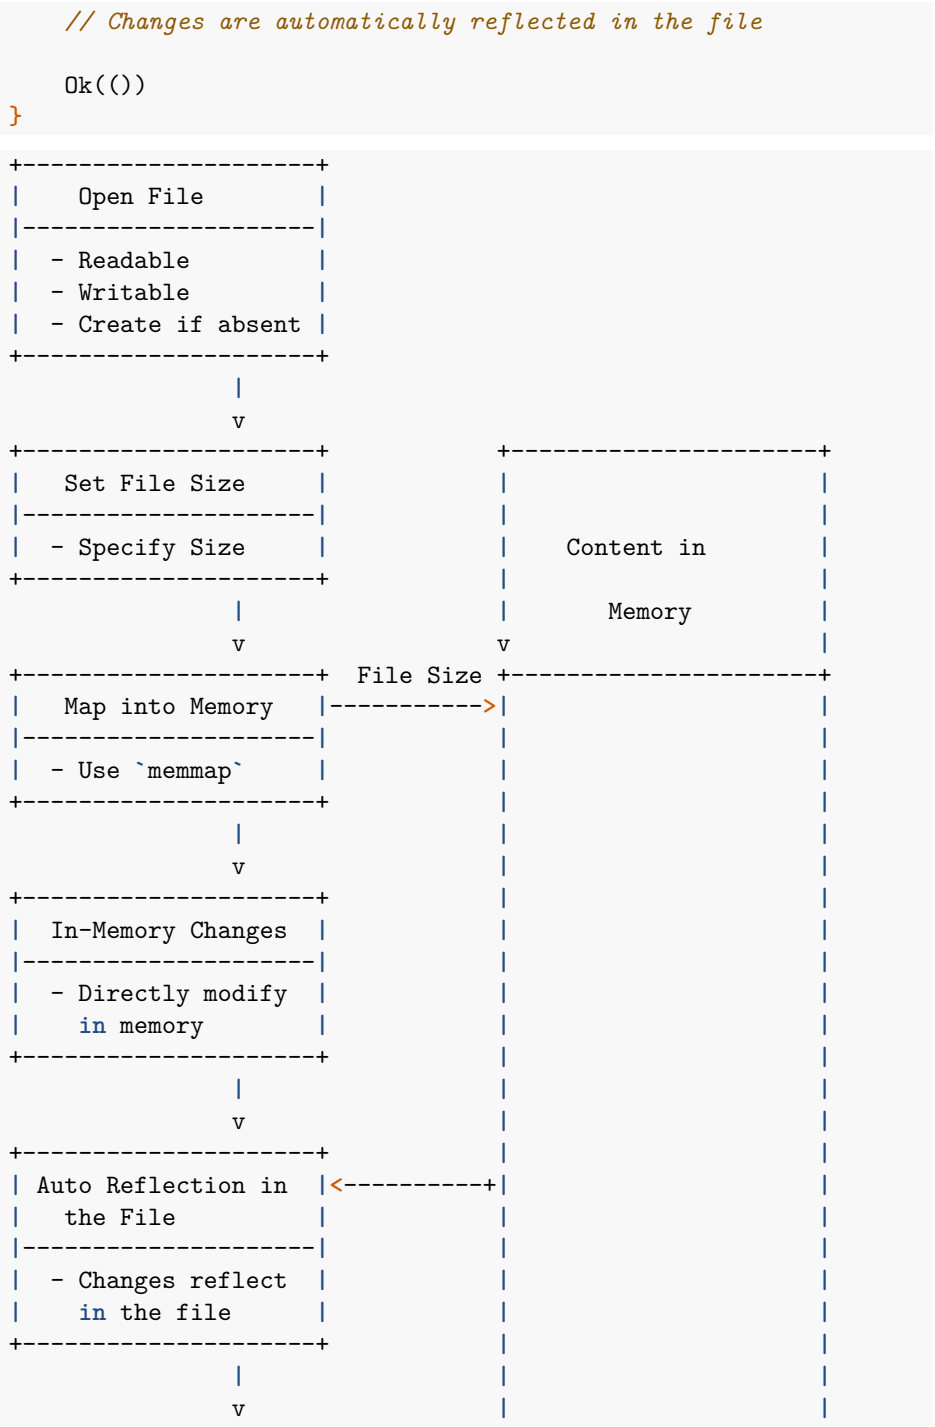 // Changes are automatically reflected in the file

    Ok(())
}
+---------------------+
|    Open File        |
|---------------------|
|  - Readable         |
|  - Writable         |
|  - Create if absent |
+---------------------+
                |
                v
+---------------------+            +----------------------+
|   Set File Size     |            |                      |
|---------------------|            |                      |
|  - Specify Size     |            |    Content in        |
+---------------------+            |                      |
                |                  |       Memory         |
                v                  v                      |
+---------------------+  File Size +----------------------+
|   Map into Memory   |----------->|                      |
|---------------------|            |                      |
|  - Use `memmap`     |            |                      |
+---------------------+            |                      |
                |                  |                      |
                v                  |                      |
+---------------------+            |                      |
|  In-Memory Changes  |            |                      |
|---------------------|            |                      |
|  - Directly modify  |            |                      |
|    in memory        |            |                      |
+---------------------+            |                      |
                |                  |                      |
                v                  |                      |
+---------------------+            |                      |
| Auto Reflection in  |<----------+|                      |
|   the File          |            |                      |
|---------------------|            |                      |
|  - Changes reflect  |            |                      |
|    in the file      |            |                      |
+---------------------+            |                      |
                |                  |                      |
                v                  |                      |